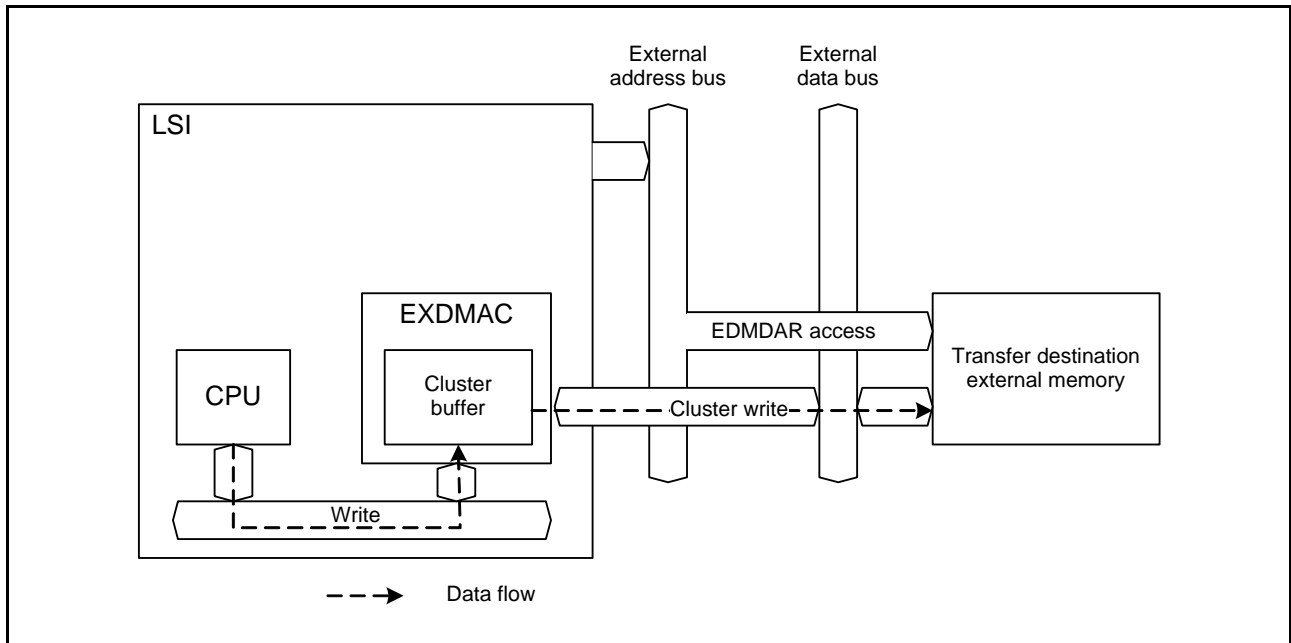 External
address bus
External
data bus
LSI
EXDMAC
EDMDAR access
Transfer destination
external memory
CPU
Cluster
buffer
Cluster write
Write
Data flow